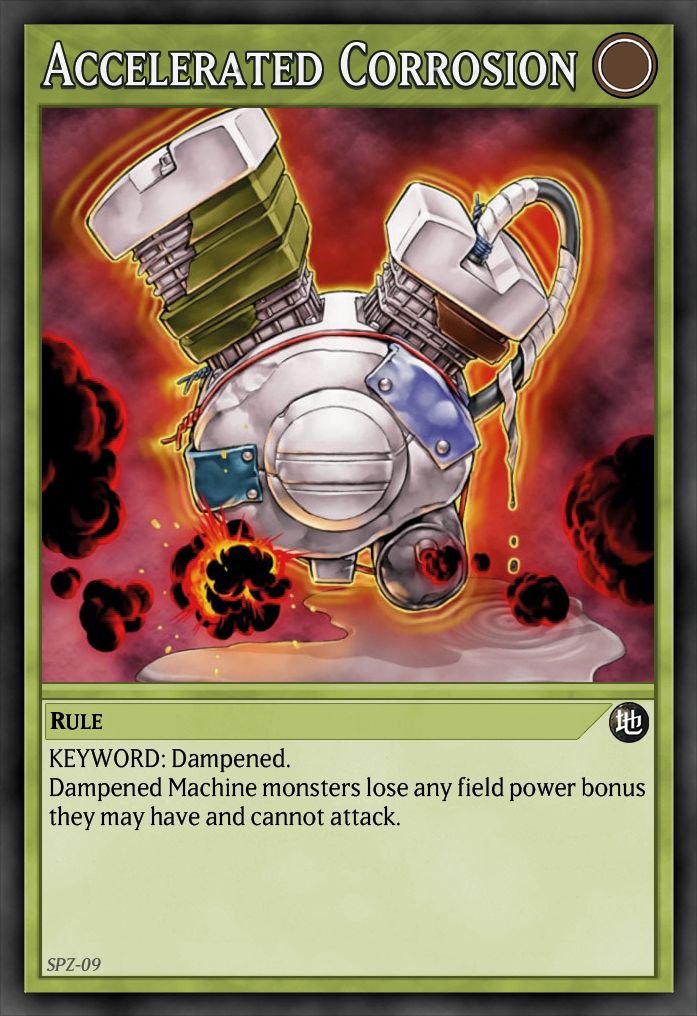 ACCELERATED CORROSION
RULE
KEYWORD: Dampened.
Dampened Machine monsters lose any field power bonus
they may have and cannot attack.
SPZ-09